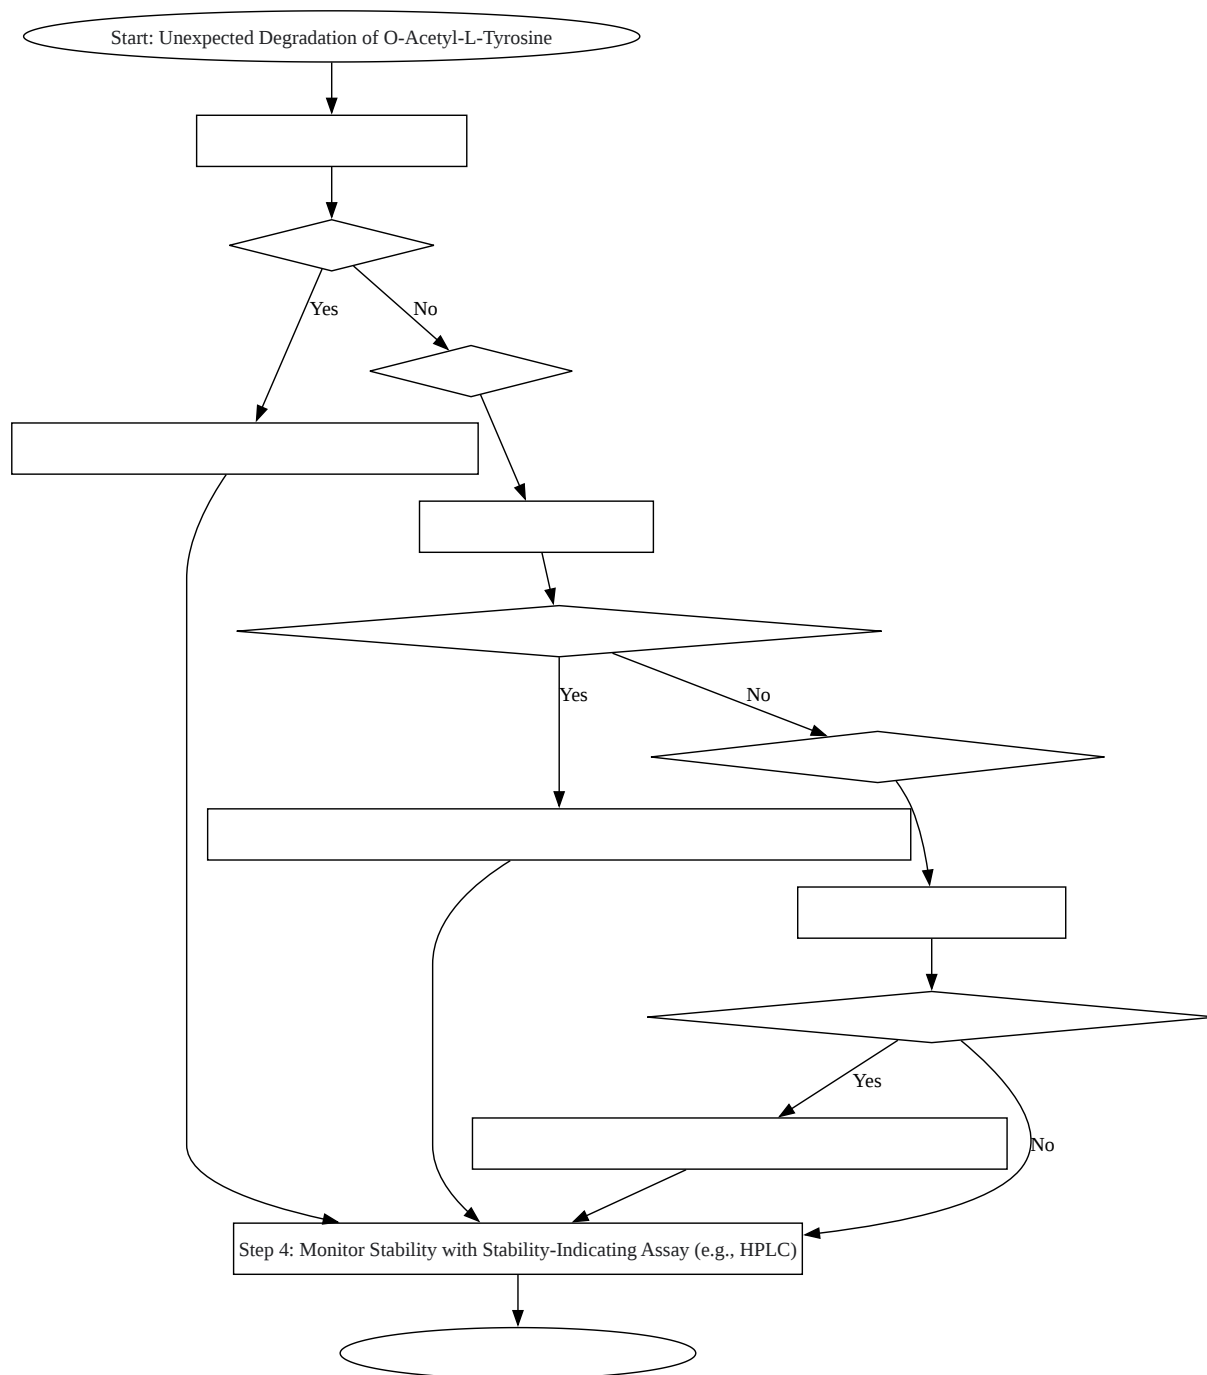 Start: Unexpected Degradation of O-Acetyl-L-Tyrosine
Yes
No
Yes
No
Yes
No
Step 4: Monitor Stability with Stability-Indicating Assay (e.g., HPLC)